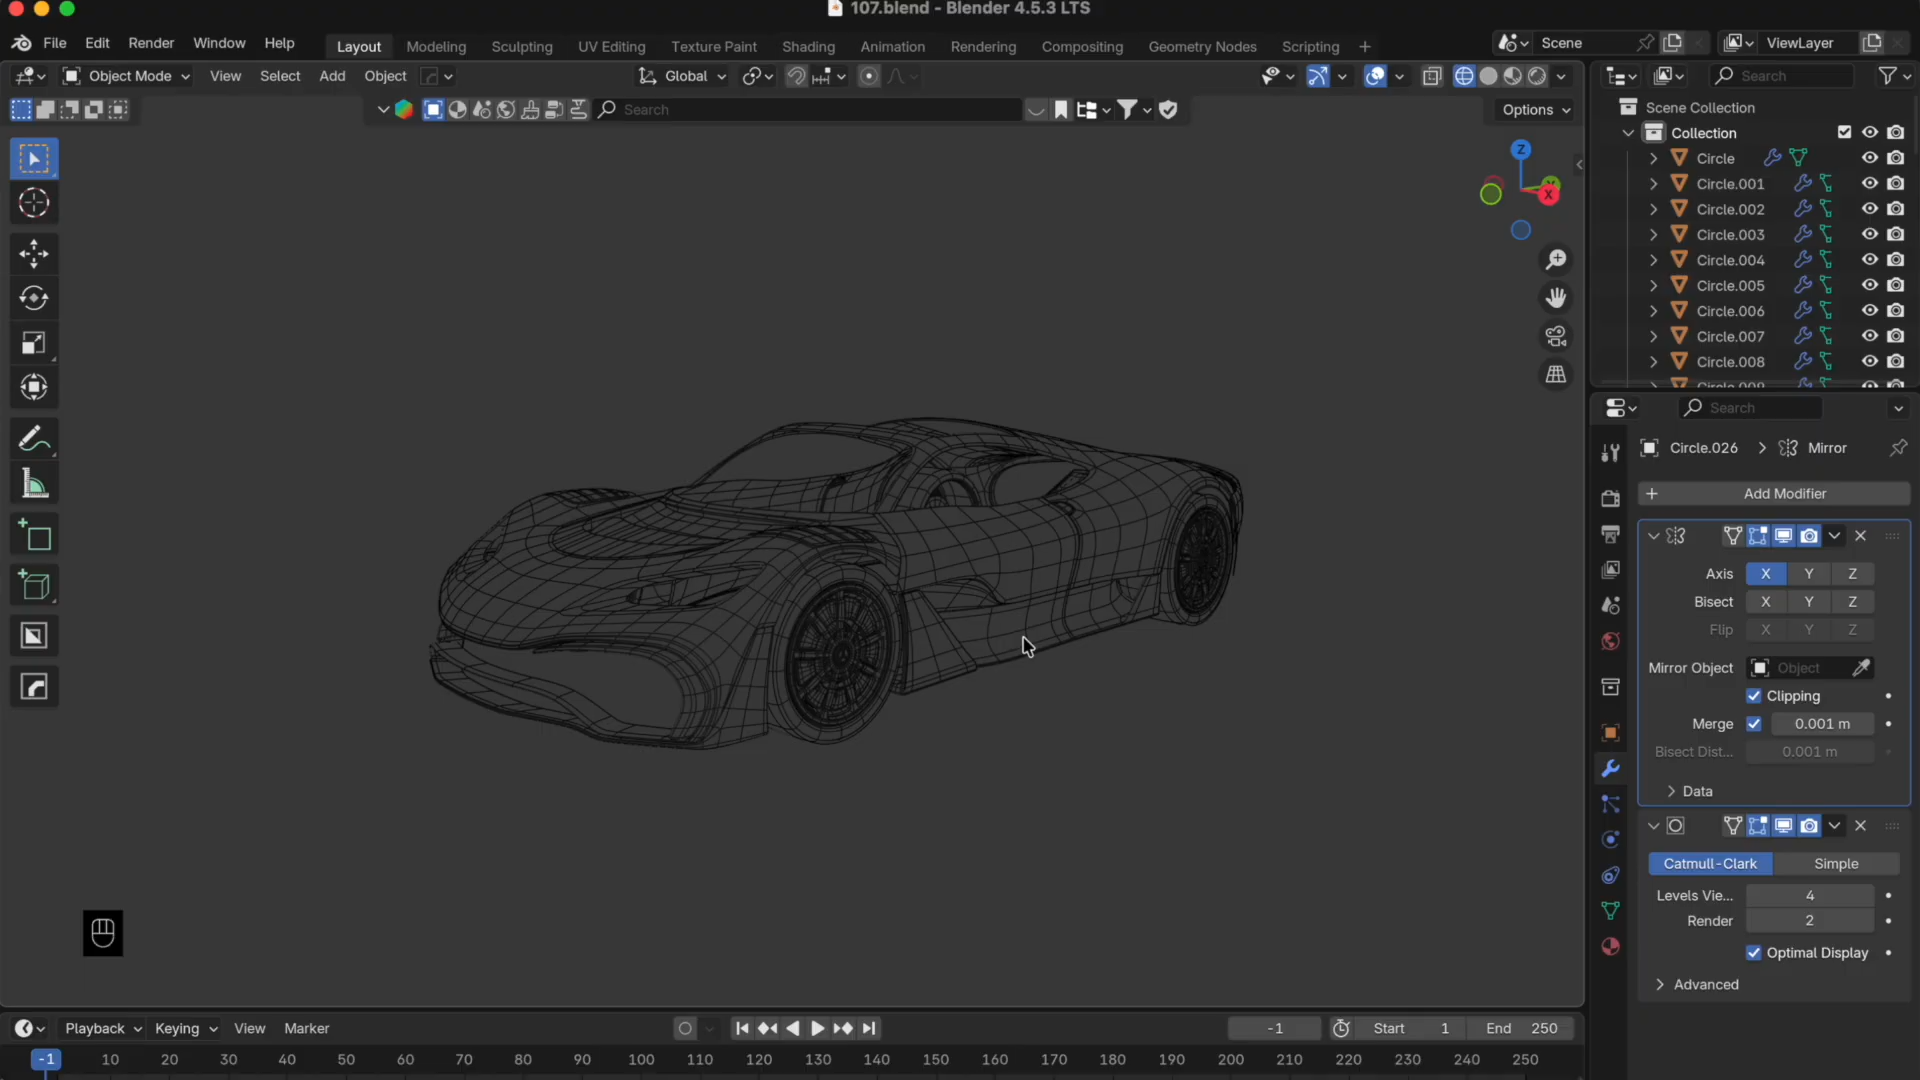 107.blend - Blender 4.5.3 LTS
File Edit Render Window Help Layout Modeling Sculpting UV Editing Texture Paint Shading Animation Rendering Compositing Geometry Nodes Scripting + Scene ViewLayer
Object Mode View Select Add Object Global Search
Search Options
Z
X
Scene Collection
Collection
Circle
Circle.001
Circle.002
Circle.003
Circle.004
Circle.005
Circle.006
Circle.007
Circle.008
Circle.009
Search
Circle.026 > Mirror
+ Add Modifier
Axis X Y Z
Bisect X Y Z
Flip X Y Z
Mirror Object Object
Clipping
Merge 0.001 m
Bisect Dist... 0.001 m
Data
Catmull-Clark Simple
Levels Vie... 4
Render 2
Optimal Display
Advanced
Playback Keying View Marker -1 Start 1 End 250
-1 10 20 30 40 50 60 70 80 90 100 110 120 130 140 150 160 170 180 190 200 210 220 230 240 250